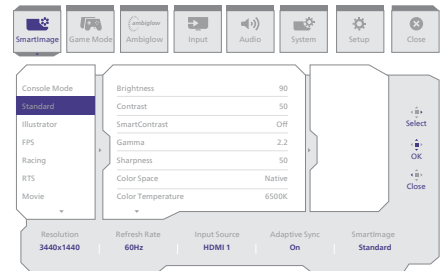 ambiglow
SmartImage Game Mode Ambiglow Input Audio System Setup Close
Console Mode Brightness 90
Standard Contrast 50
Illustrator SmartContrast Off
FPS Gamma 2.2
Racing Sharpness 50
RTS Color Space Native
Movie Color Temperature 6500K
Select
OK
Close
Resolution Refresh Rate Input Source Adaptive Sync SmartImage
3440x1440 60Hz HDMI 1 On Standard